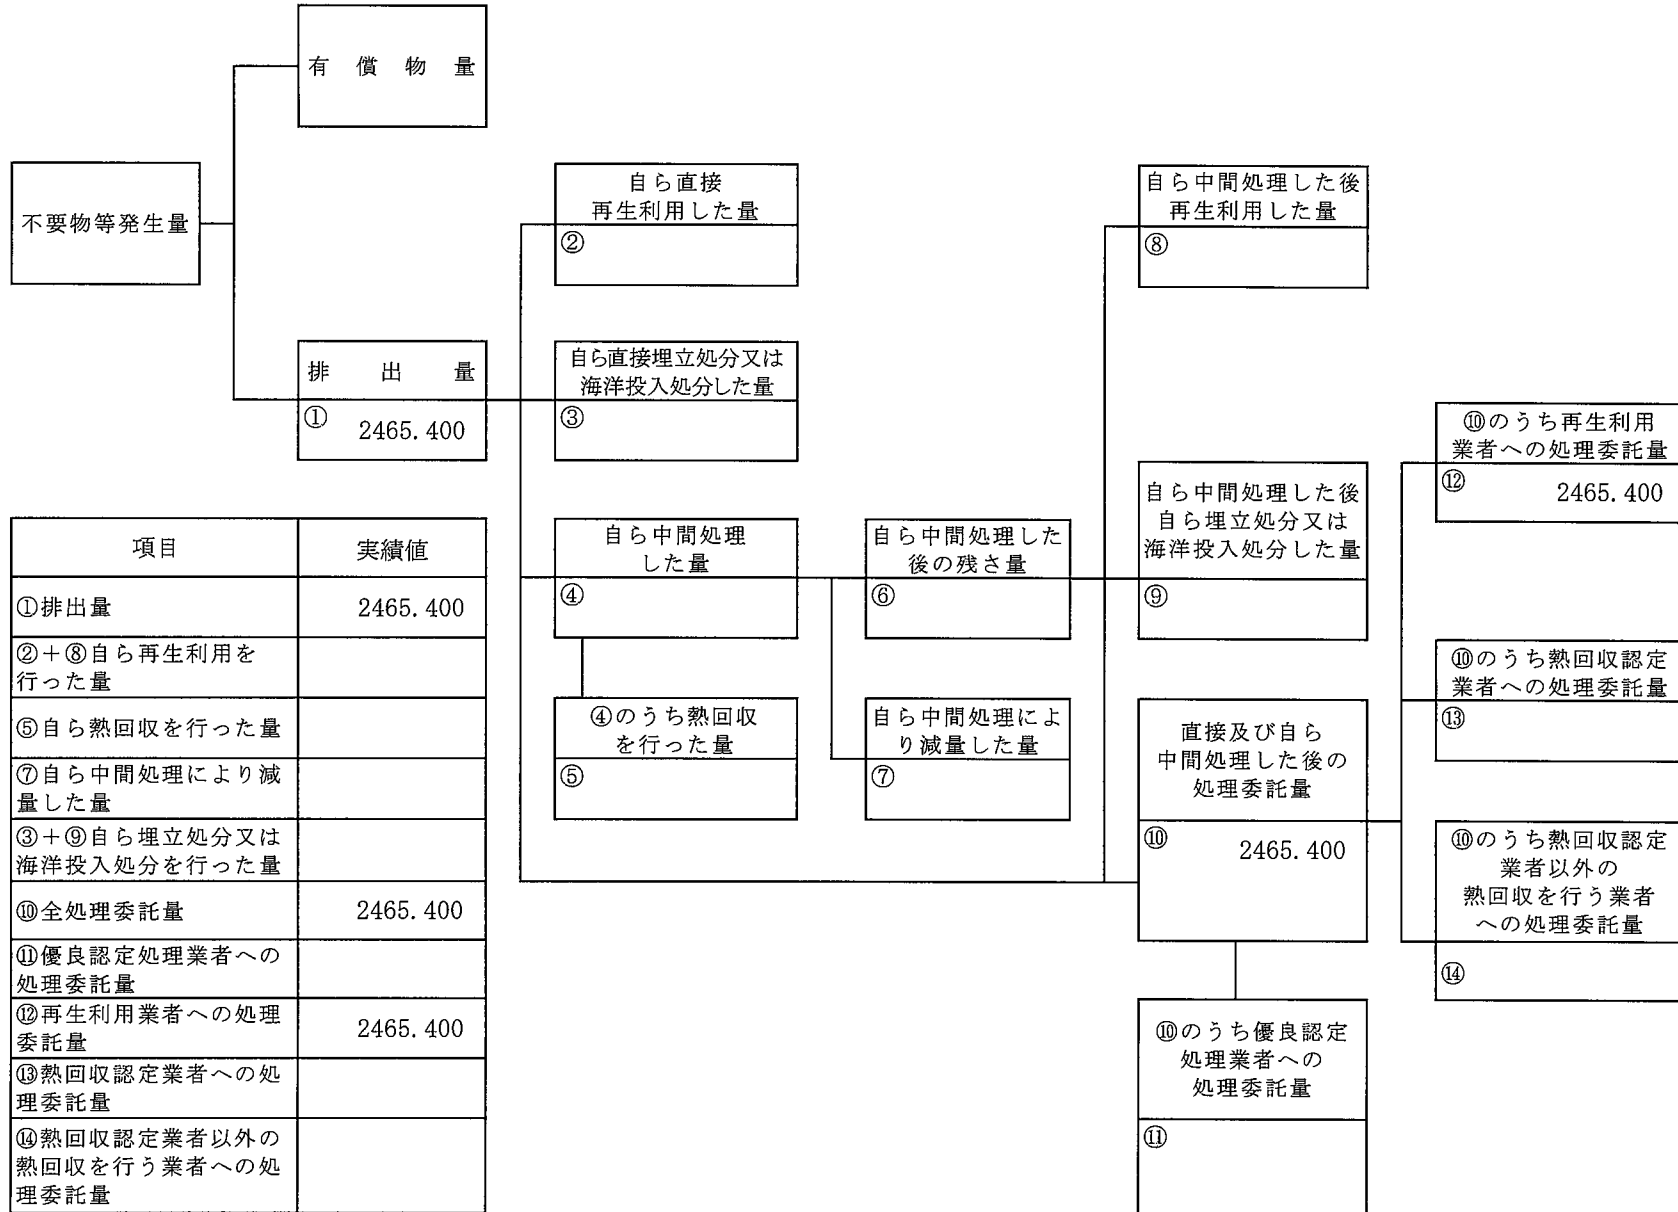 有償物量
不要物等発生量
排出量
① 2465.400
自ら直接
再生利用した量
②
自ら直接埋立処分又は
海洋投入処分した量
③
自ら中間処理
した量
④
④のうち熱回収
を行った量
⑤
自ら中間処理した
後の残さ量
⑥
自ら中間処理によ
り減量した量
⑦
自ら中間処理した後
再生利用した量
⑧
自ら中間処理した後
自ら埋立処分又は
海洋投入処分した量
⑨
直接及び自ら
中間処理した後の
処理委託量
⑩ 2465.400
⑩のうち優良認定
処理業者への
処理委託量
⑪
⑩のうち再生利用
業者への処理委託量
⑫ 2465.400
⑩のうち熱回収認定
業者への処理委託量
⑬
⑩のうち熱回収認定
業者以外の
熱回収を行う業者
への処理委託量
⑭
項目 実績値
①排出量 2465.400
②+⑧自ら再生利用を
行った量
⑤自ら熱回収を行った量
⑦自ら中間処理により減
量した量
③+⑨自ら埋立処分又は
海洋投入処分を行った量
⑩全処理委託量 2465.400
⑪優良認定処理業者への
処理委託量
⑫再生利用業者への処理
委託量 2465.400
⑬熱回収認定業者への処
理委託量
⑭熱回収認定業者以外の
熱回収を行う業者への処
理委託量